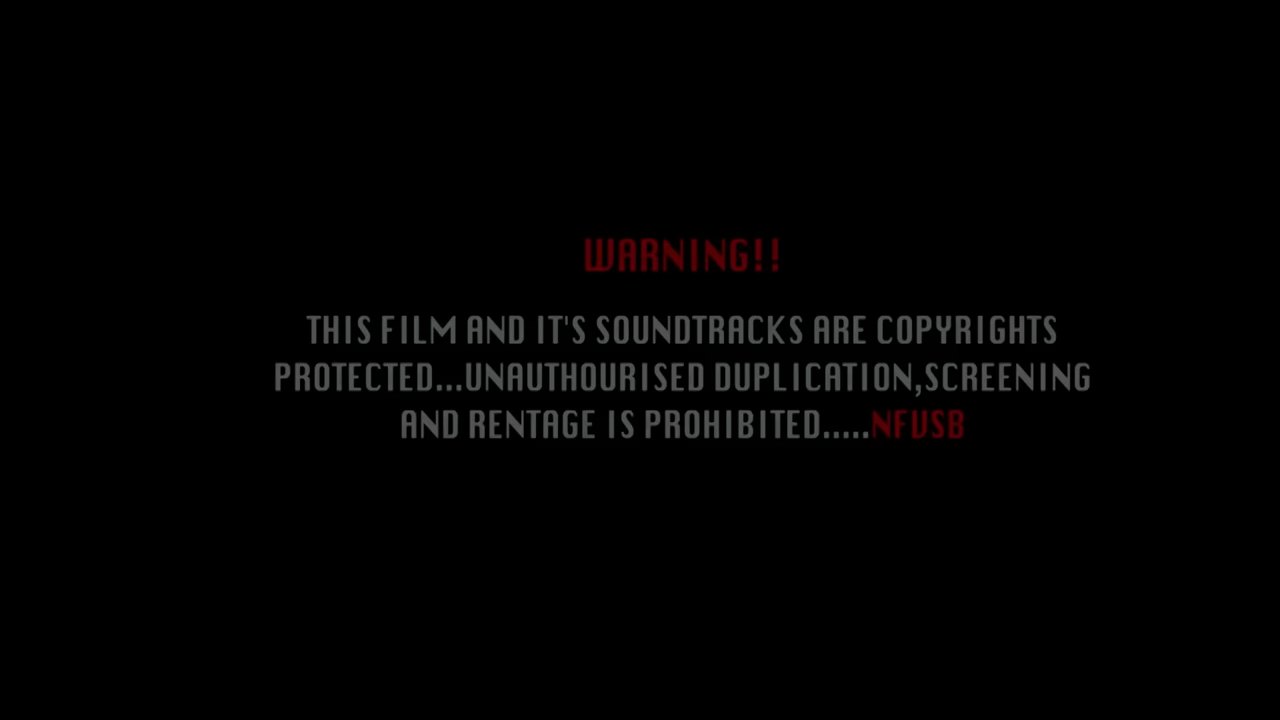 WARNING!!
THIS FILM AND IT'S SOUNDTRACKS ARE COPYRIGHTS
PROTECTED...UNAUTHOURISED DUPLICATION,SCREENING
AND RENTAGE IS PROHIBITED.....NFVSB